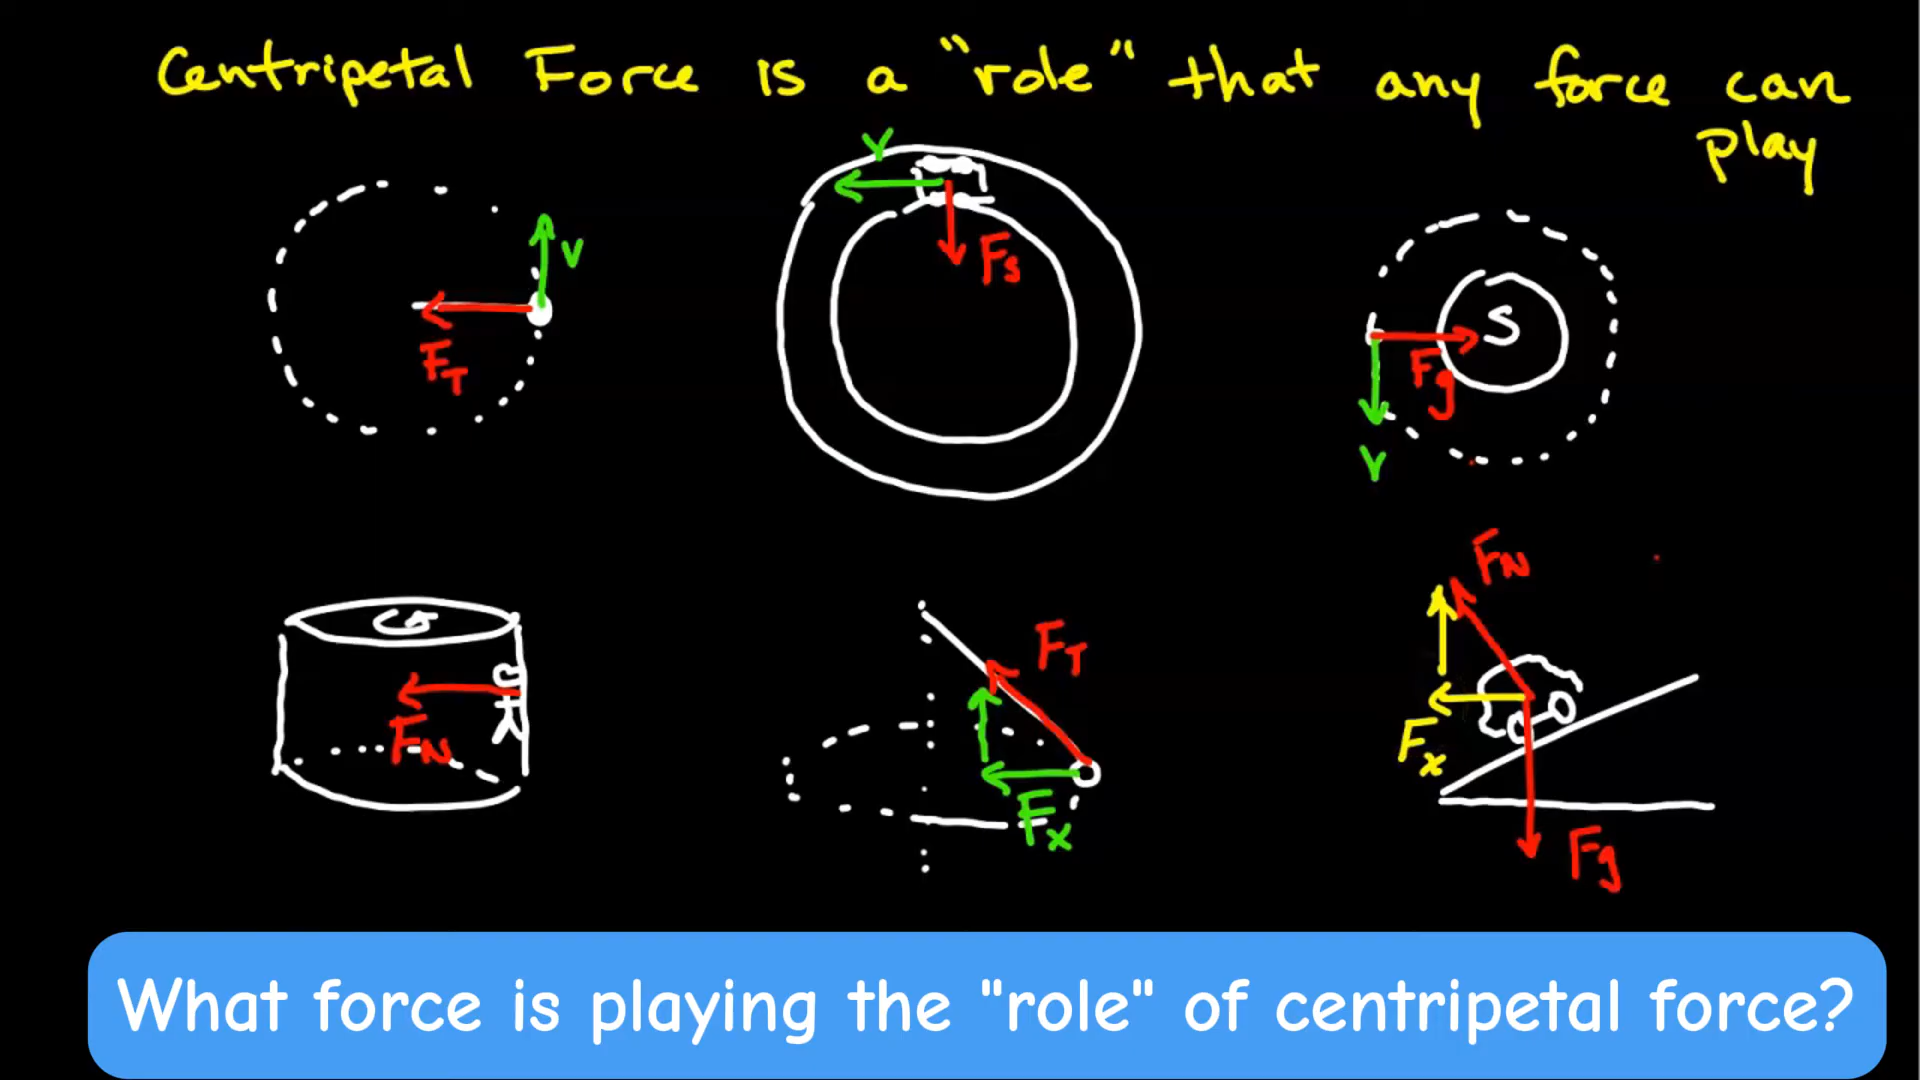 Centripetal Force is a "role" that any force can
play
V
V
FT
Fs
S
Fg
V
FN
FT
Fx
FN
Fx
Fg
What force is playing the "role" of centripetal force?